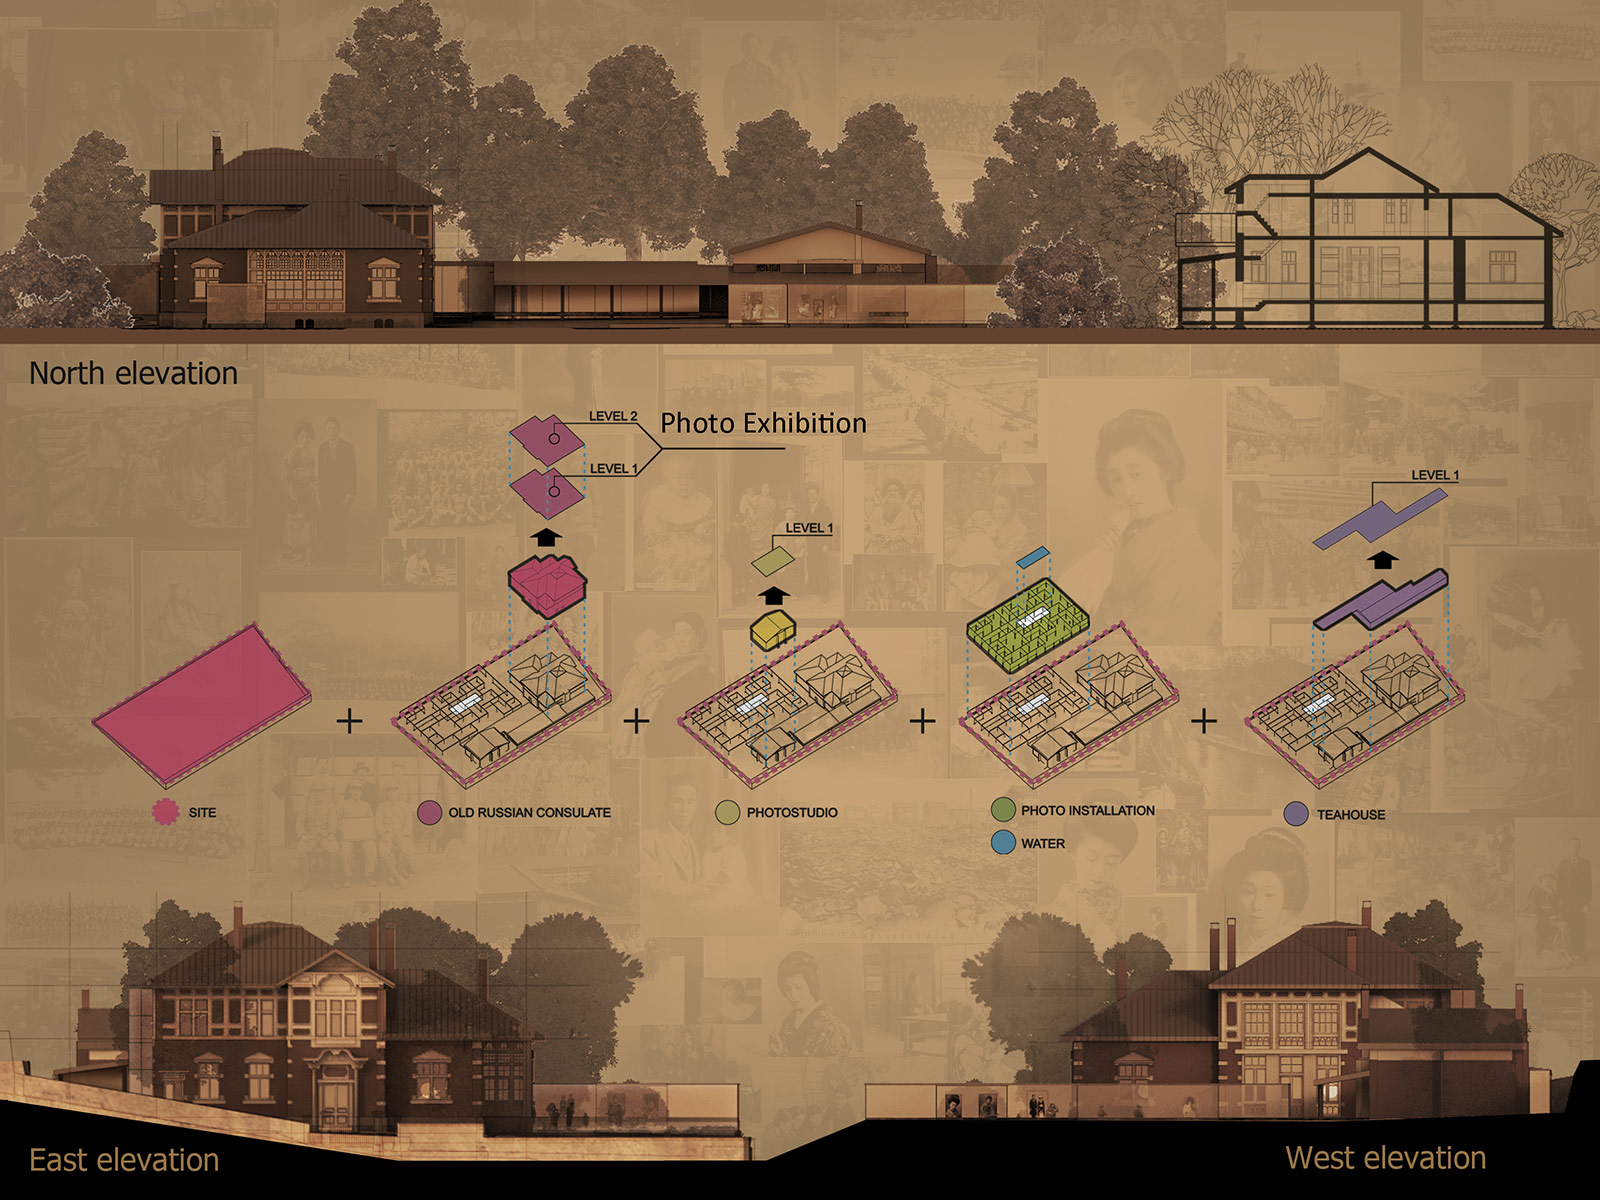 North elevation
LEVEL 2
Photo Exhibition
LEVEL 1
LEVEL 1
LEVEL 1
+ + + +
SITE
OLD RUSSIAN CONSULATE
PHOTOSTUDIO
PHOTO INSTALLATION
WATER
TEAHOUSE
East elevation
West elevation